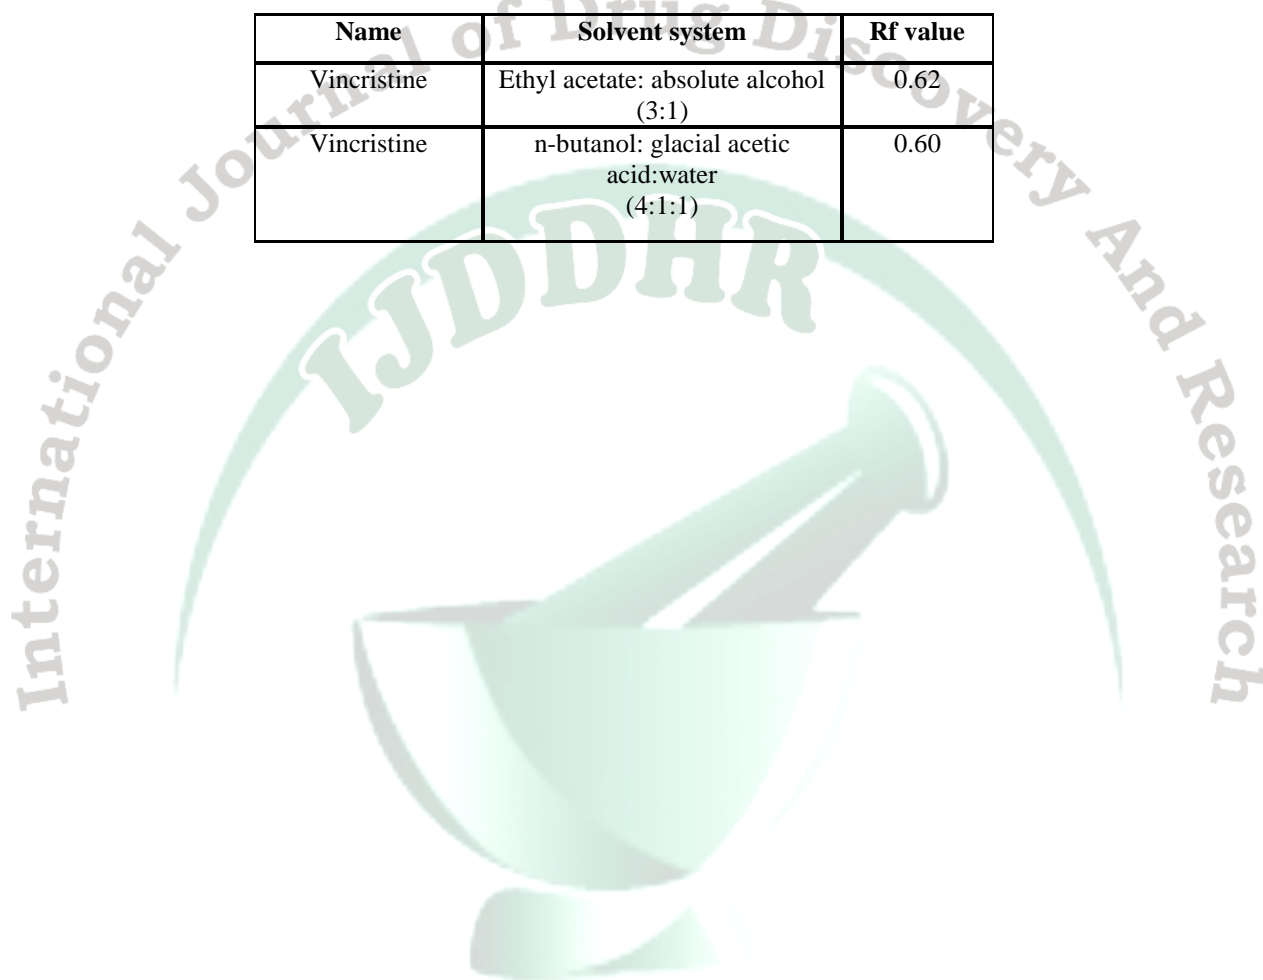 International Journal of Drug Discovery And Research
IJDDHR
Name Solvent system Rf value
Vincristine Ethyl acetate: absolute alcohol 0.62
(3:1)
Vincristine n-butanol: glacial acetic 0.60
acid:water
(4:1:1)